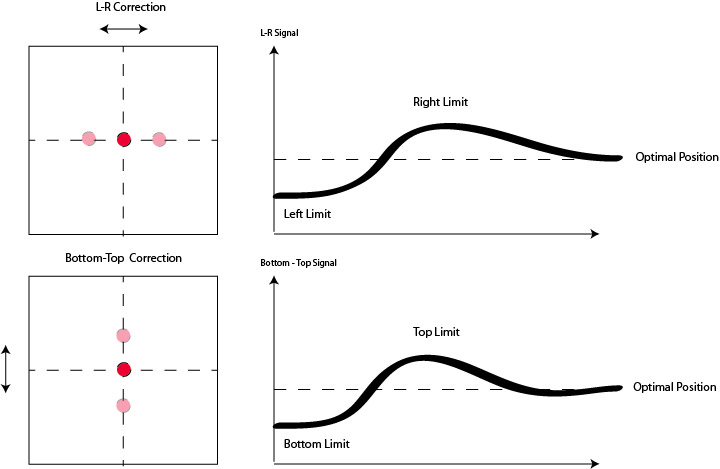 L-R Correction
L-R Signal
Right Limit
Optimal Position
Left Limit
Bottom-Top Correction
Bottom - Top Signal
Top Limit
Optimal Position
Bottom Limit